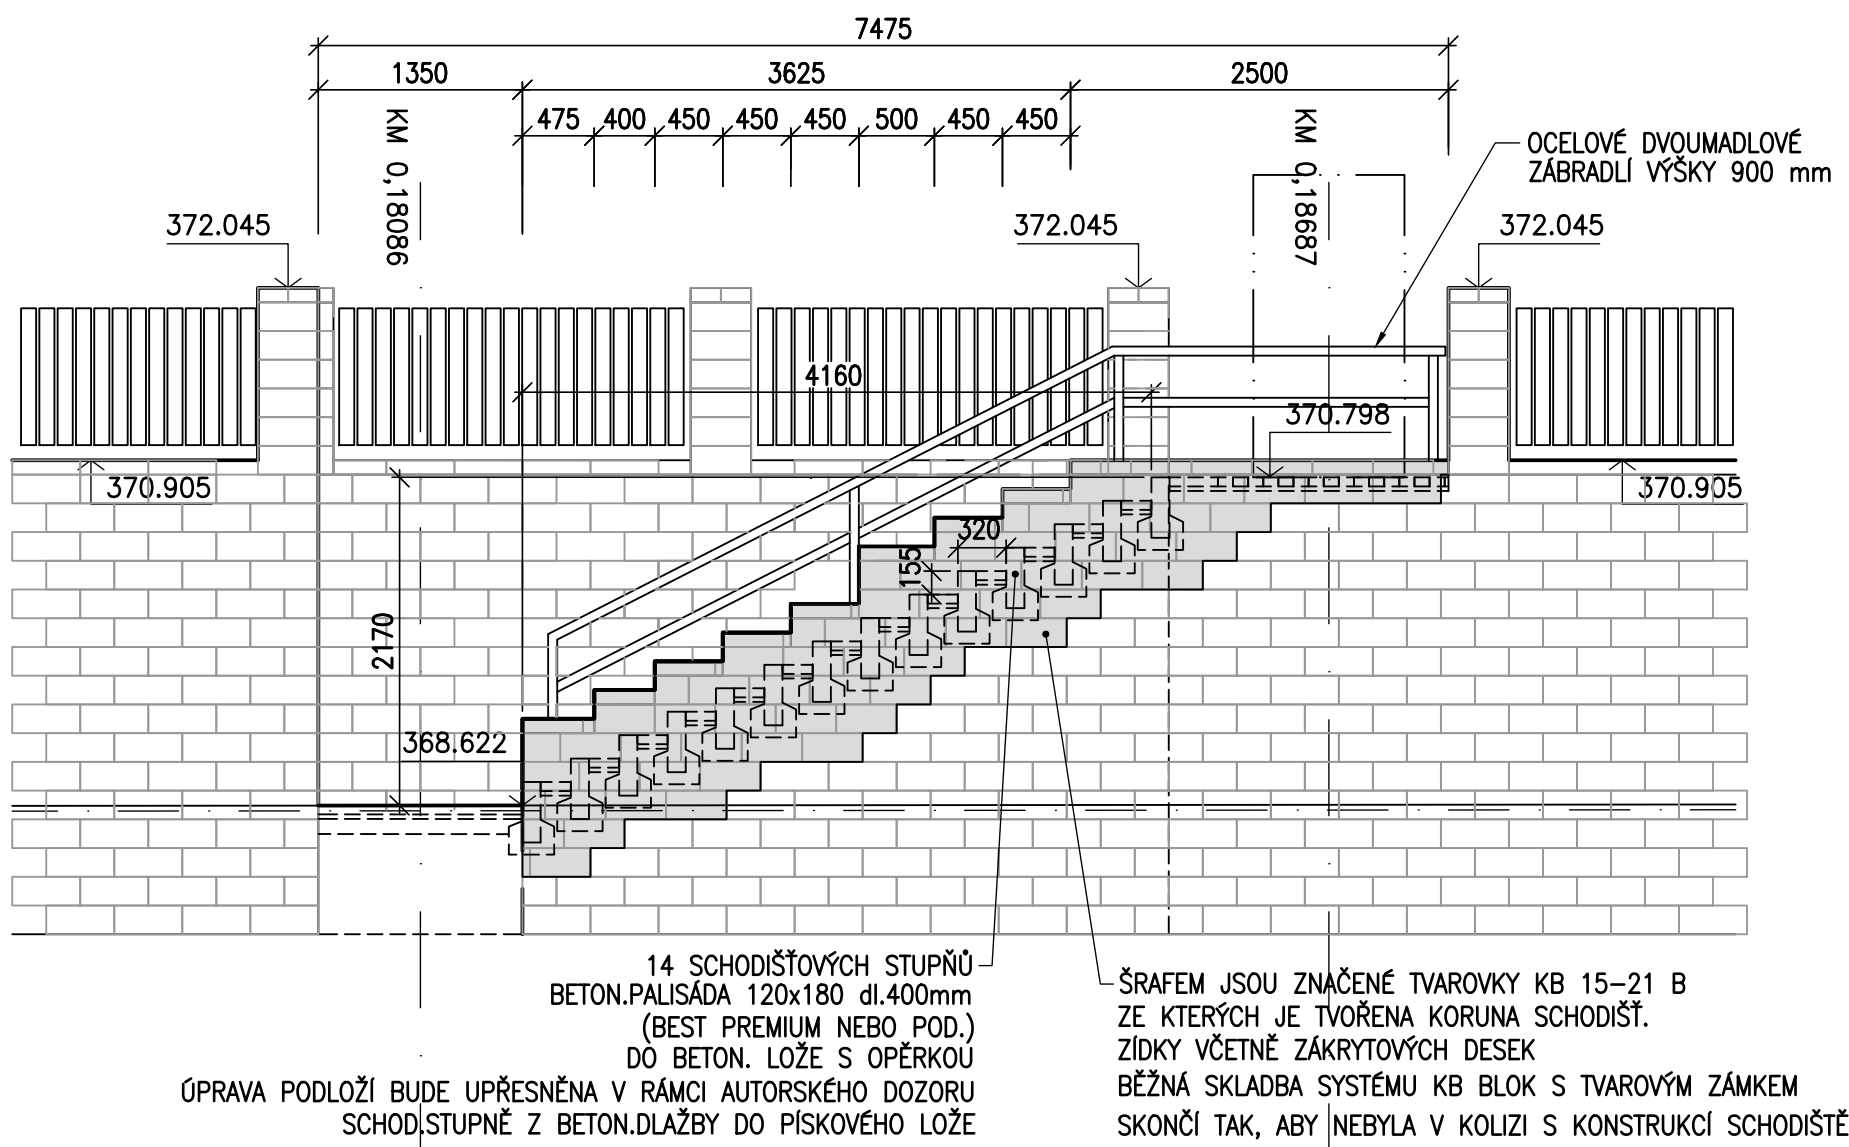 7475
1350
3625
2500
475
400
450
450
450
500
450
450
KM 0,18086
KM 0,18687
OCELOVÉ DVOUMADLOVÉ
ZÁBRADLÍ VÝŠKY 900 mm
372.045
372.045
372.045
4160
370.798
370.905
370.905
320
155
2170
368.622
14 SCHODIŠŤOVÝCH STUPŇŮ
BETON.PALISÁDA 120x180 dl.400mm
(BEST PREMIUM NEBO POD.)
DO BETON. LOŽE S OPĚRKOU
ÚPRAVA PODLOŽÍ BUDE UPŘESNĚNA V RÁMCI AUTORSKÉHO DOZORU
SCHOD.STUPNĚ Z BETON.DLAŽBY DO PÍSKOVÉHO LOŽE
ŠRAFEM JSOU ZNAČENÉ TVAROVKY KB 15-21 B
ZE KTERÝCH JE TVOŘENA KORUNA SCHODIŠŤ.
ZÍDKY VČETNĚ ZÁKRYTOVÝCH DESEK
BĚŽNÁ SKLADBA SYSTÉMU KB BLOK S TVAROVÝM ZÁMKEM
SKONČÍ TAK, ABY NEBYLA V KOLIZI S KONSTRUKCÍ SCHODIŠTĚ